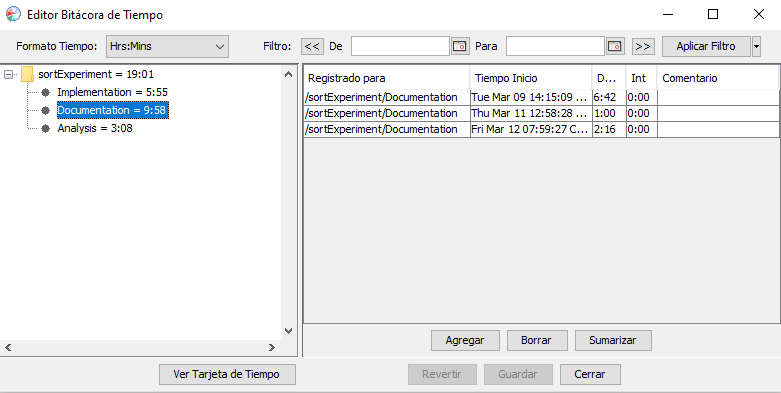 Editor Bitácora de Tiempo
Formato Tiempo: Hrs:Mins Filtro: << De Para >> Aplicar Filtro
sortExperiment = 19:01
Implementation = 5:55
Documentation = 9:58
Analysis = 3:08
Registrado para Tiempo Inicio D... Int Comentario
/sortExperiment/Documentation Tue Mar 09 14:15:09 ... 6:42 0:00
/sortExperiment/Documentation Thu Mar 11 12:58:28 ... 1:00 0:00
/sortExperiment/Documentation Fri Mar 12 07:59:27 C... 2:16 0:00
Agregar Borrar Sumarizar
Ver Tarjeta de Tiempo Revertir Guardar Cerrar